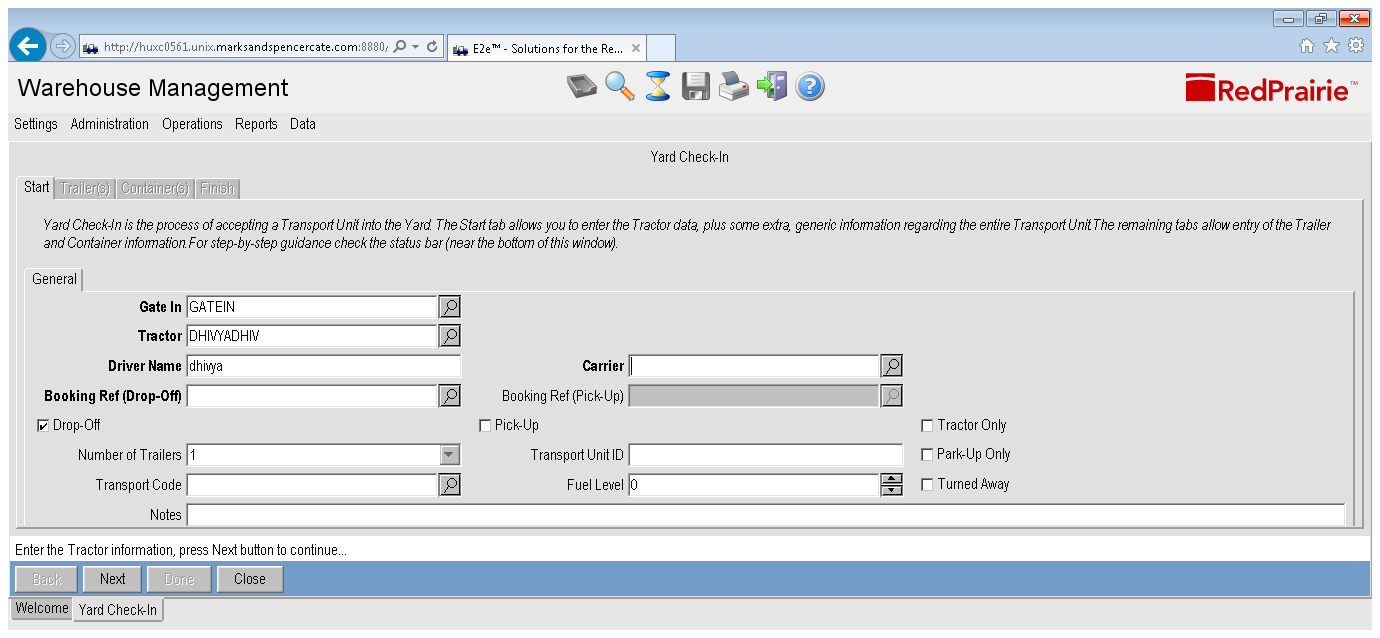 http://huxc0561.unix.marksandspencercate.com:8880,
E2e™ - Solutions for the Re...
Warehouse Management
RedPrairie™
Settings Administration Operations Reports Data
Yard Check-In
Start Trailer(s) Container(s) Finish
Yard Check-In is the process of accepting a Transport Unit into the Yard. The Start tab allows you to enter the Tractor data, plus some extra, generic information regarding the entire Transport Unit.The remaining tabs allow entry of the Trailer
and Container information.For step-by-step guidance check the status bar (near the bottom of this window).
General
Gate In GATEIN
Tractor DHIVYADHIV
Driver Name dhivya Carrier
Booking Ref (Drop-Off) Booking Ref (Pick-Up)
Drop-Off Pick-Up Tractor Only
Number of Trailers 1 Transport Unit ID Park-Up Only
Transport Code Fuel Level 0 Turned Away
Notes
Enter the Tractor information, press Next button to continue...
Back Next Done Close
Welcome Yard Check-In